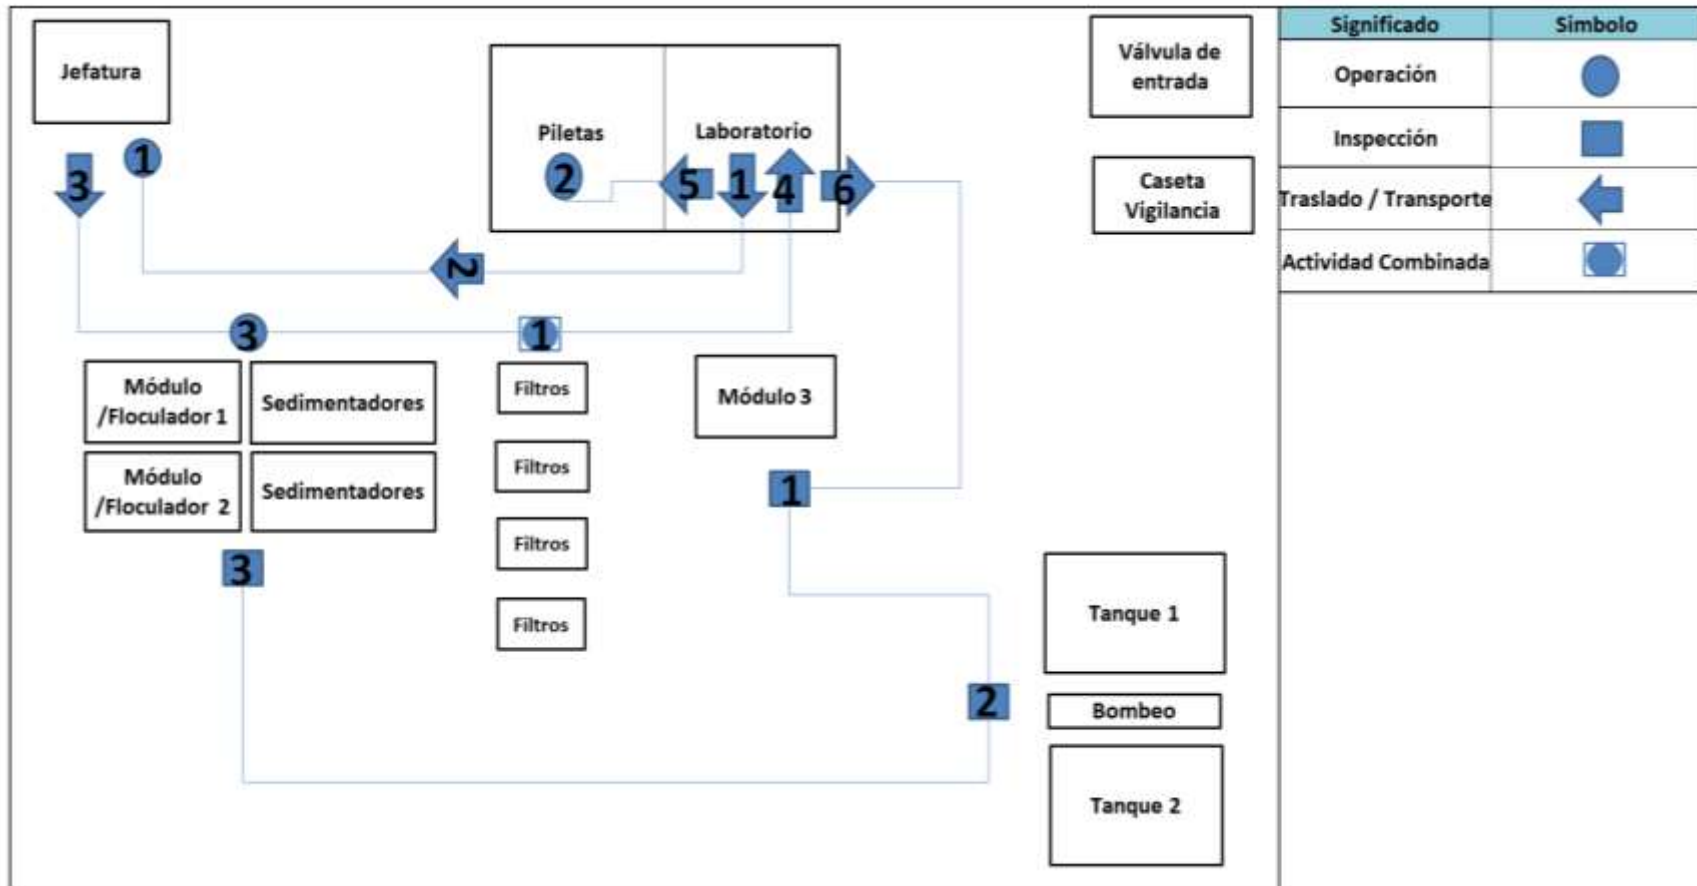 Jefatura
Piletas
Laboratorio
Válvula de
entrada
Caseta
Vigilancia
3
1
2
5
1
4
6
2
3
1
Módulo
/Floculador 1
Sedimentadores
Módulo
/Floculador 2
Sedimentadores
Filtros
Filtros
Filtros
Filtros
Módulo 3
1
3
2
Tanque 1
Bombeo
Tanque 2
Significado
Simbolo
Operación
Inspección
Traslado / Transporte
Actividad Combinada